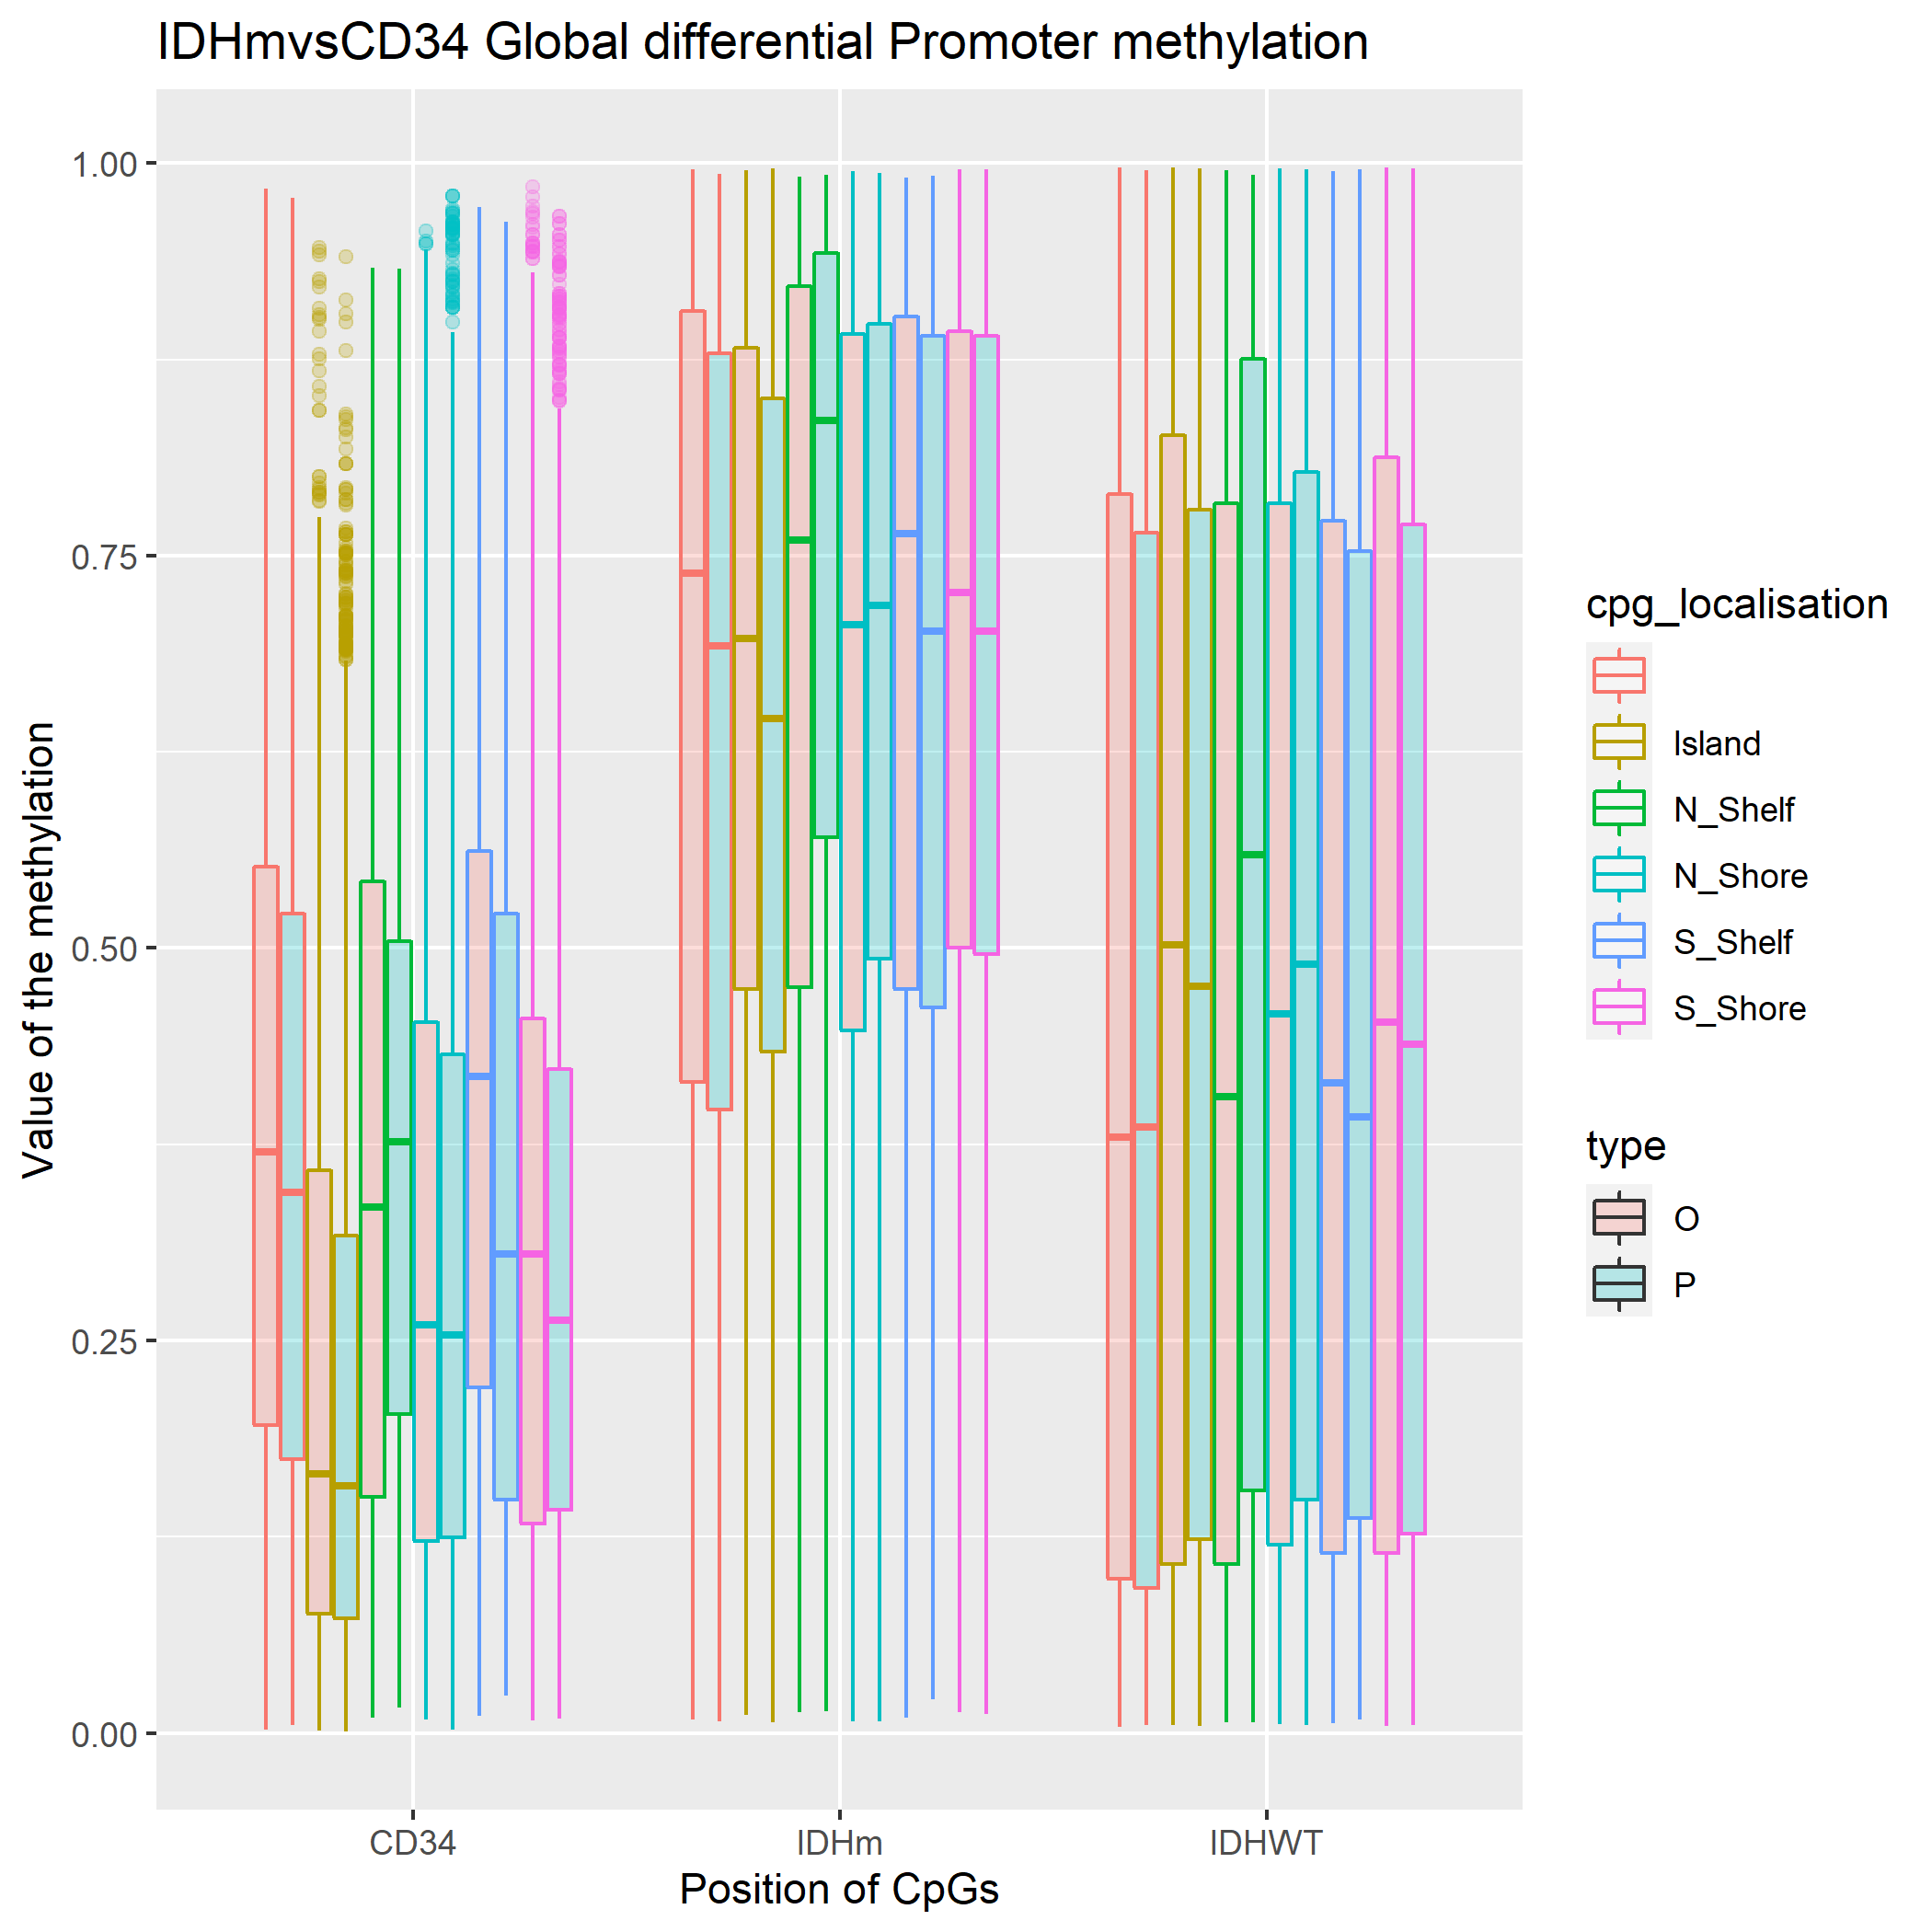 IDHmvsCD34 Global differential Promoter methylation
1.00
0.75
0.50
0.25
0.00
Value of the methylation
CD34
IDHm
IDHWT
Position of CpGs
cpg_localisation
Island
N_Shelf
N_Shore
S_Shelf
S_Shore
type
O
P